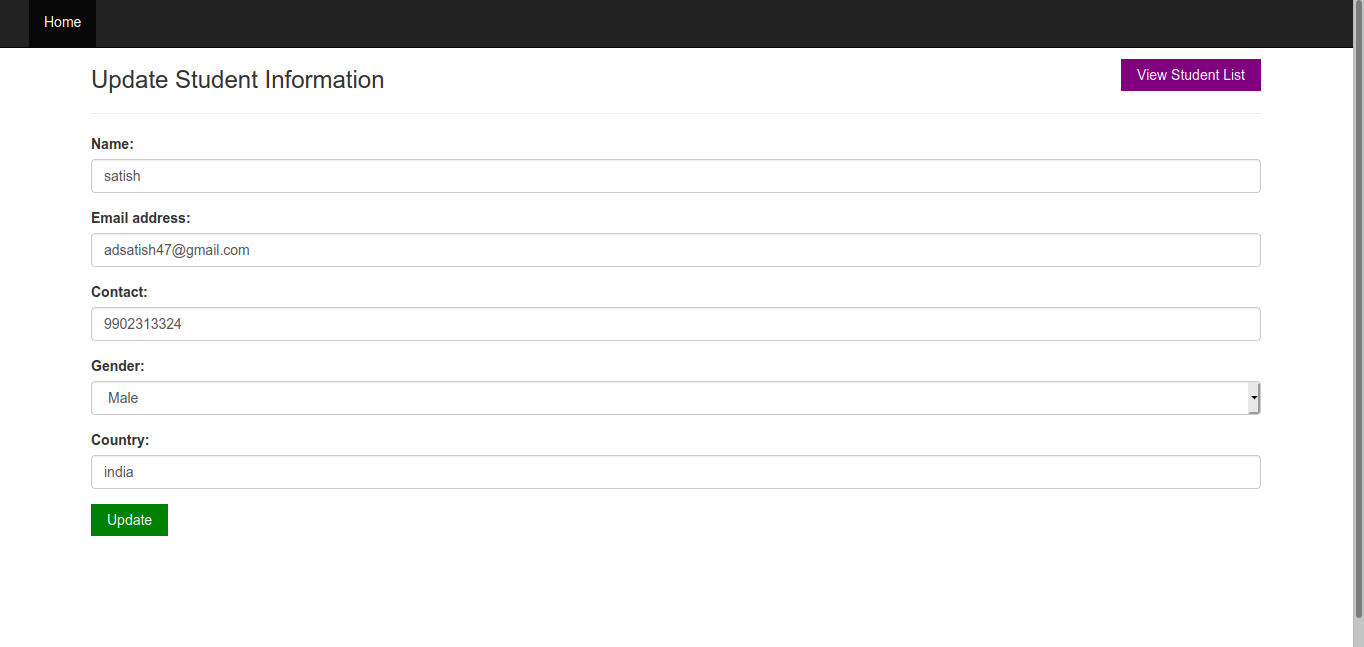 Home
Update Student Information
View Student List
Name:
satish
Email address:
adsatish47@gmail.com
Contact:
9902313324
Gender:
Male
Country:
india
Update